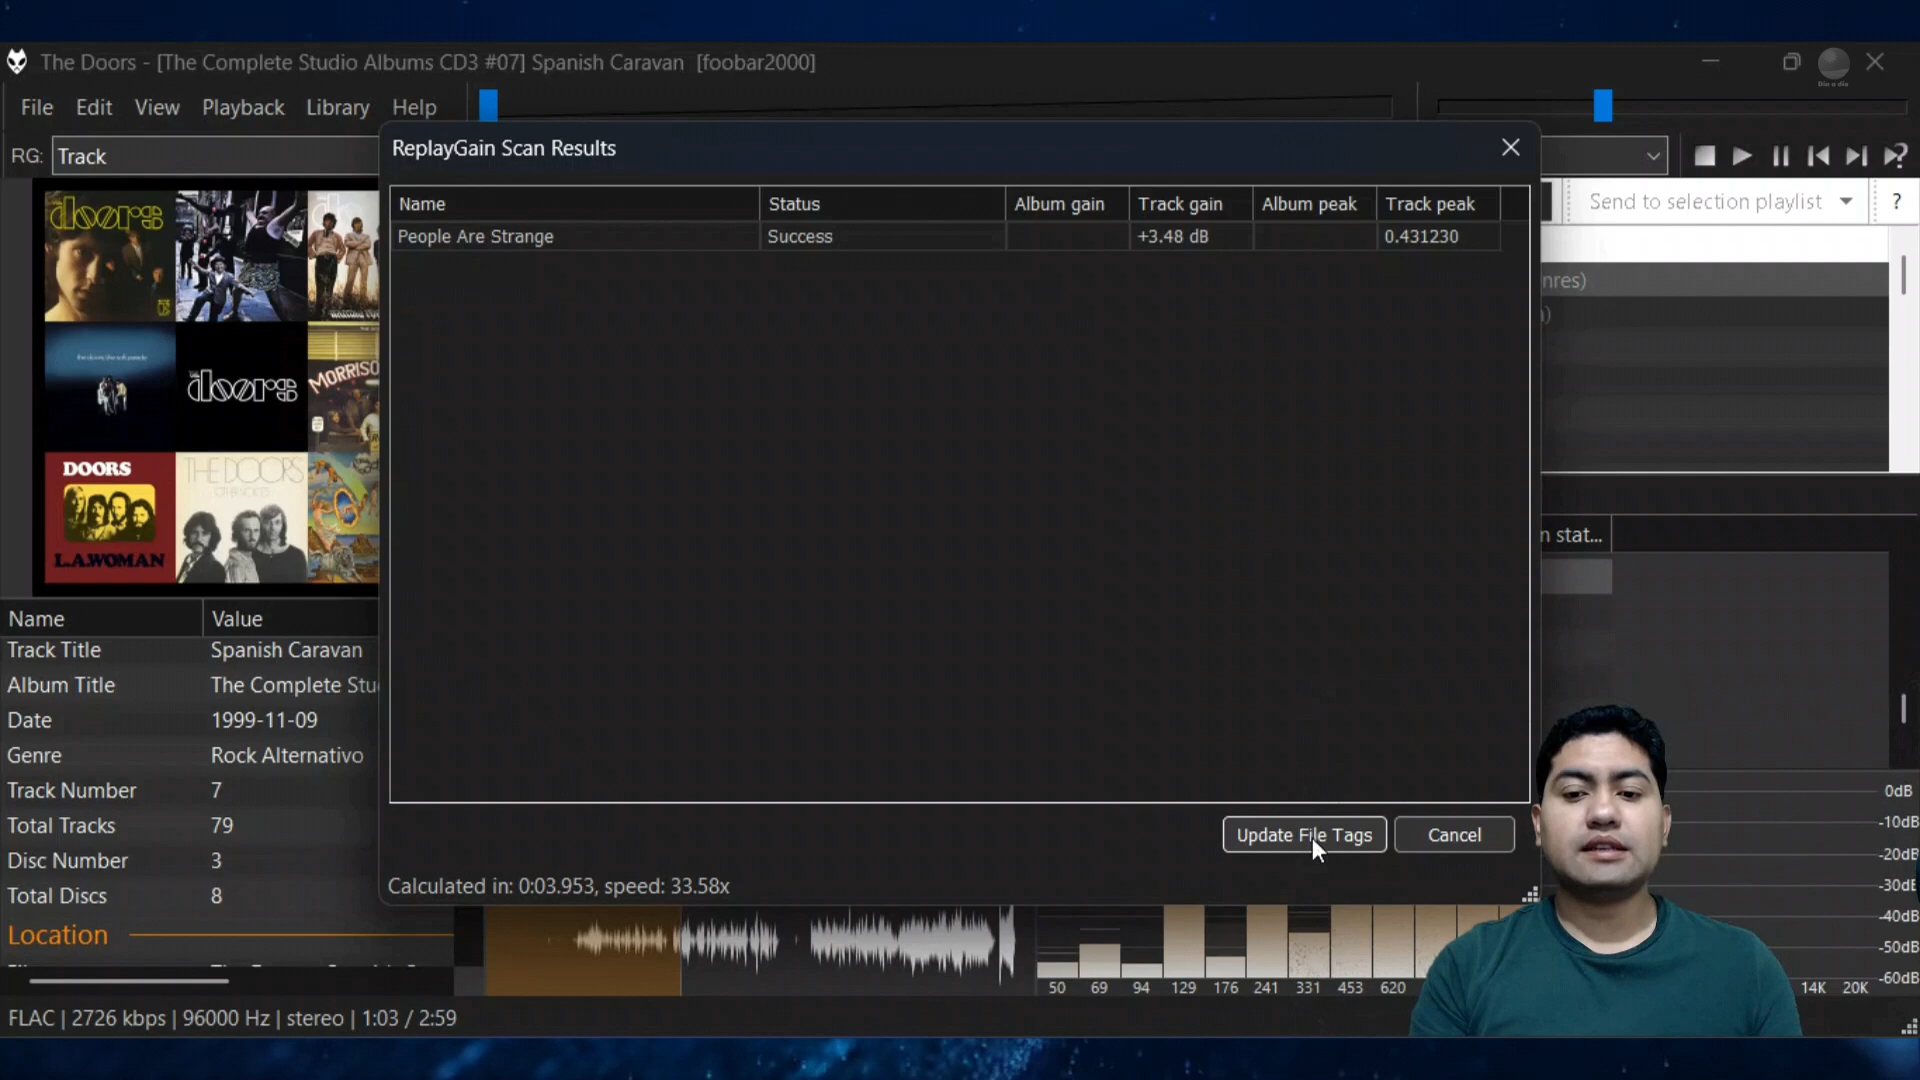 The Doors - [The Complete Studio Albums CD3 #07] Spanish Caravan [foobar2000]
Dia a dia
File Edit View Playback Library Help
RG: Track
ReplayGain Scan Results
Send to selection playlist ?
Name Status Album gain Track gain Album peak Track peak
People Are Strange Success +3.48 dB 0.431230
nres)
doors
the doors
MORRISO
DOORS
L.A.WOMAN
THE DOORS
OTHER VOICES
n stat...
Name Value
Track Title Spanish Caravan
Album Title The Complete Stu
Date 1999-11-09
Genre Rock Alternativo
Track Number 7
Total Tracks 79
Disc Number 3
Total Discs 8
Location
Update File Tags Cancel
Calculated in: 0:03.953, speed: 33.58x
0dB
-10dB
-20dB
-30dB
-40dB
-50dB
-60dB
50 69 94 129 176 241 331 453 620 14K 20K
FLAC | 2726 kbps | 96000 Hz | stereo | 1:03 / 2:59